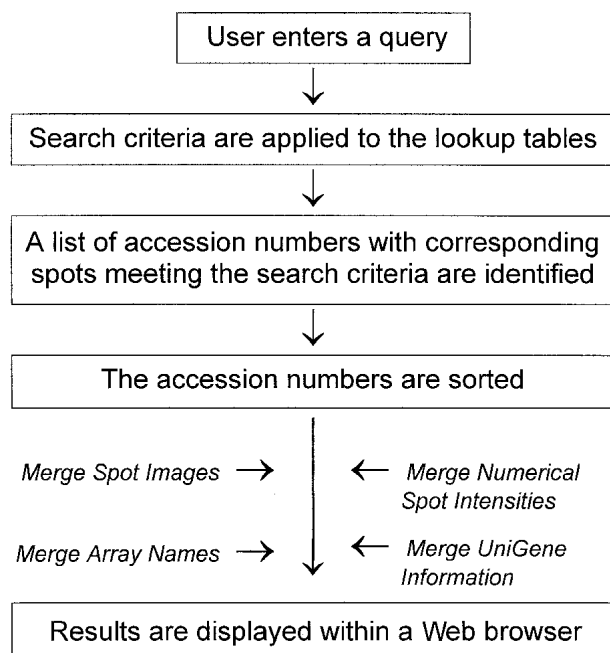 User enters a query
Search criteria are applied to the lookup tables
A list of accession numbers with corresponding
spots meeting the search criteria are identified
The accession numbers are sorted
Merge Spot Images
Merge Numerical
Spot Intensities
Merge Array Names
Merge UniGene
Information
Results are displayed within a Web browser